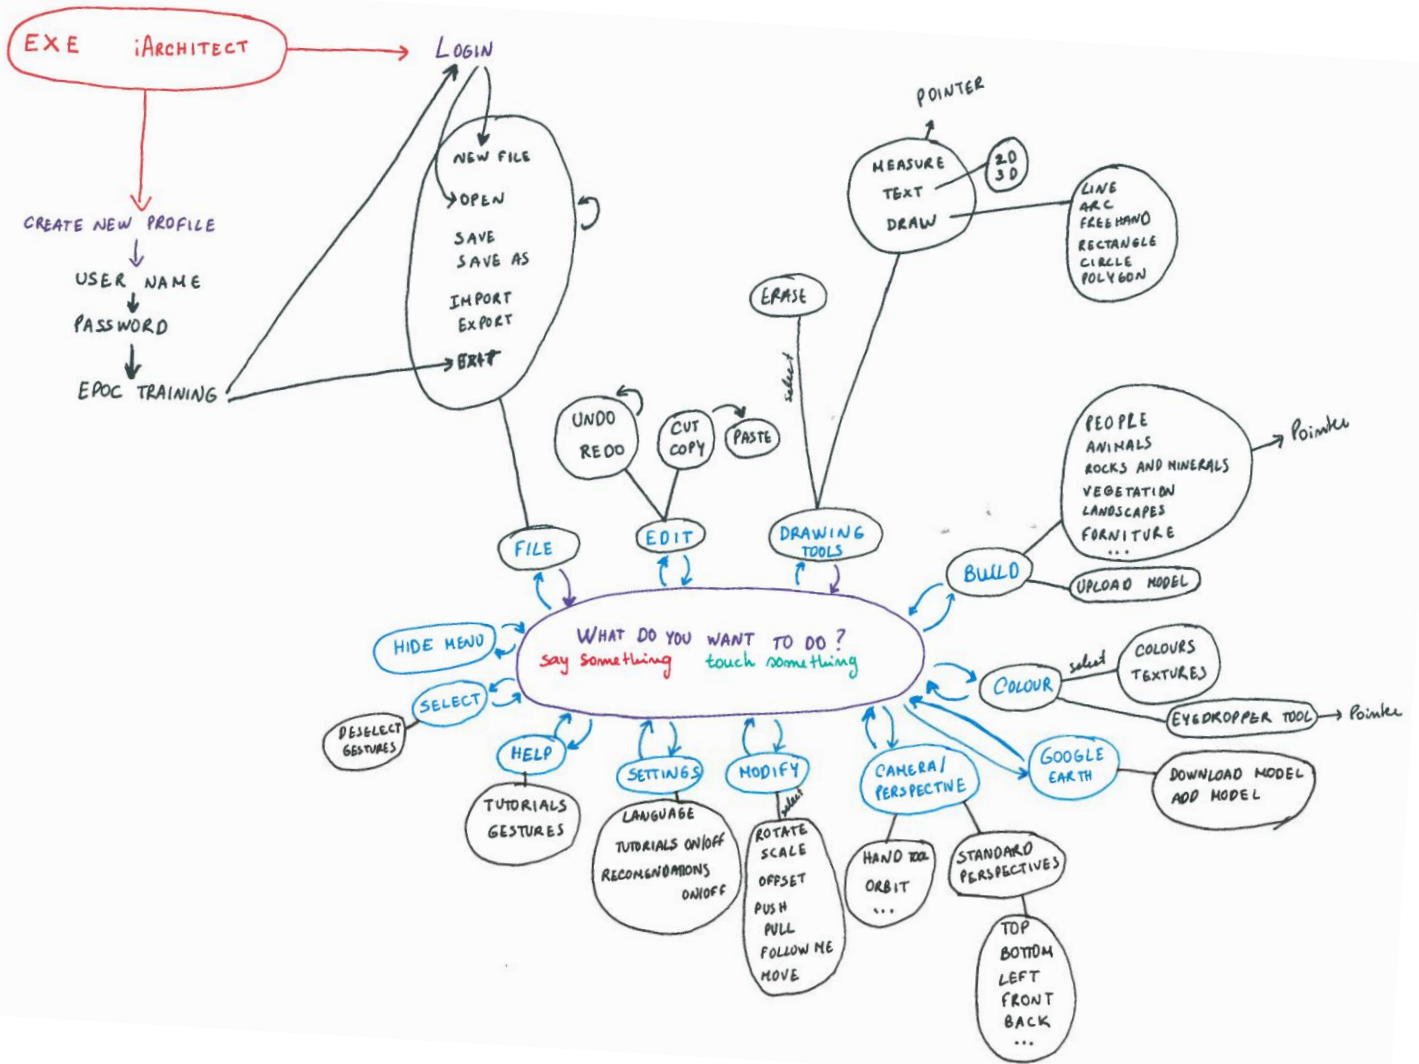 EXE iARCHITECT
LOGIN
CREATE NEW PROFILE
USER NAME
PASSWORD
EPOC TRAINING
NEW FILE
OPEN
SAVE
SAVE AS
IMPORT
EXPORT
EXIT
POINTER
MEASURE
TEXT
DRAW
2D
3D
LINE
ARC
FREEHAND
RECTANGLE
CIRCLE
POLYGON
ERASE
select
UNDO
REDO
CUT
COPY
PASTE
FILE
EDIT
DRAWING
TOOLS
PEOPLE
ANIMALS
ROCKS AND MINERALS
VEGETATION
LANDSCAPES
FORNITURE
...
Pointer
BUILD
UPLOAD MODEL
WHAT DO YOU WANT TO DO?
say something touch something
HIDE MENU
SELECT
DESELECT
GESTURES
HELP
TUTORIALS
GESTURES
SETTINGS
LANGUAGE
TUTORIALS ON/OFF
RECOMENDATIONS
ON/OFF
MODIFY
select
ROTATE
SCALE
OFFSET
PUSH
PULL
FOLLOW ME
MOVE
CAMERA/
PERSPECTIVE
HAND TOOL
ORBIT
...
STANDARD
PERSPECTIVES
TOP
BOTTOM
LEFT
FRONT
BACK
...
COLOUR
select
COLOURS
TEXTURES
EYEDROPPER TOOL
Pointer
GOOGLE
EARTH
DOWNLOAD MODEL
ADD MODEL